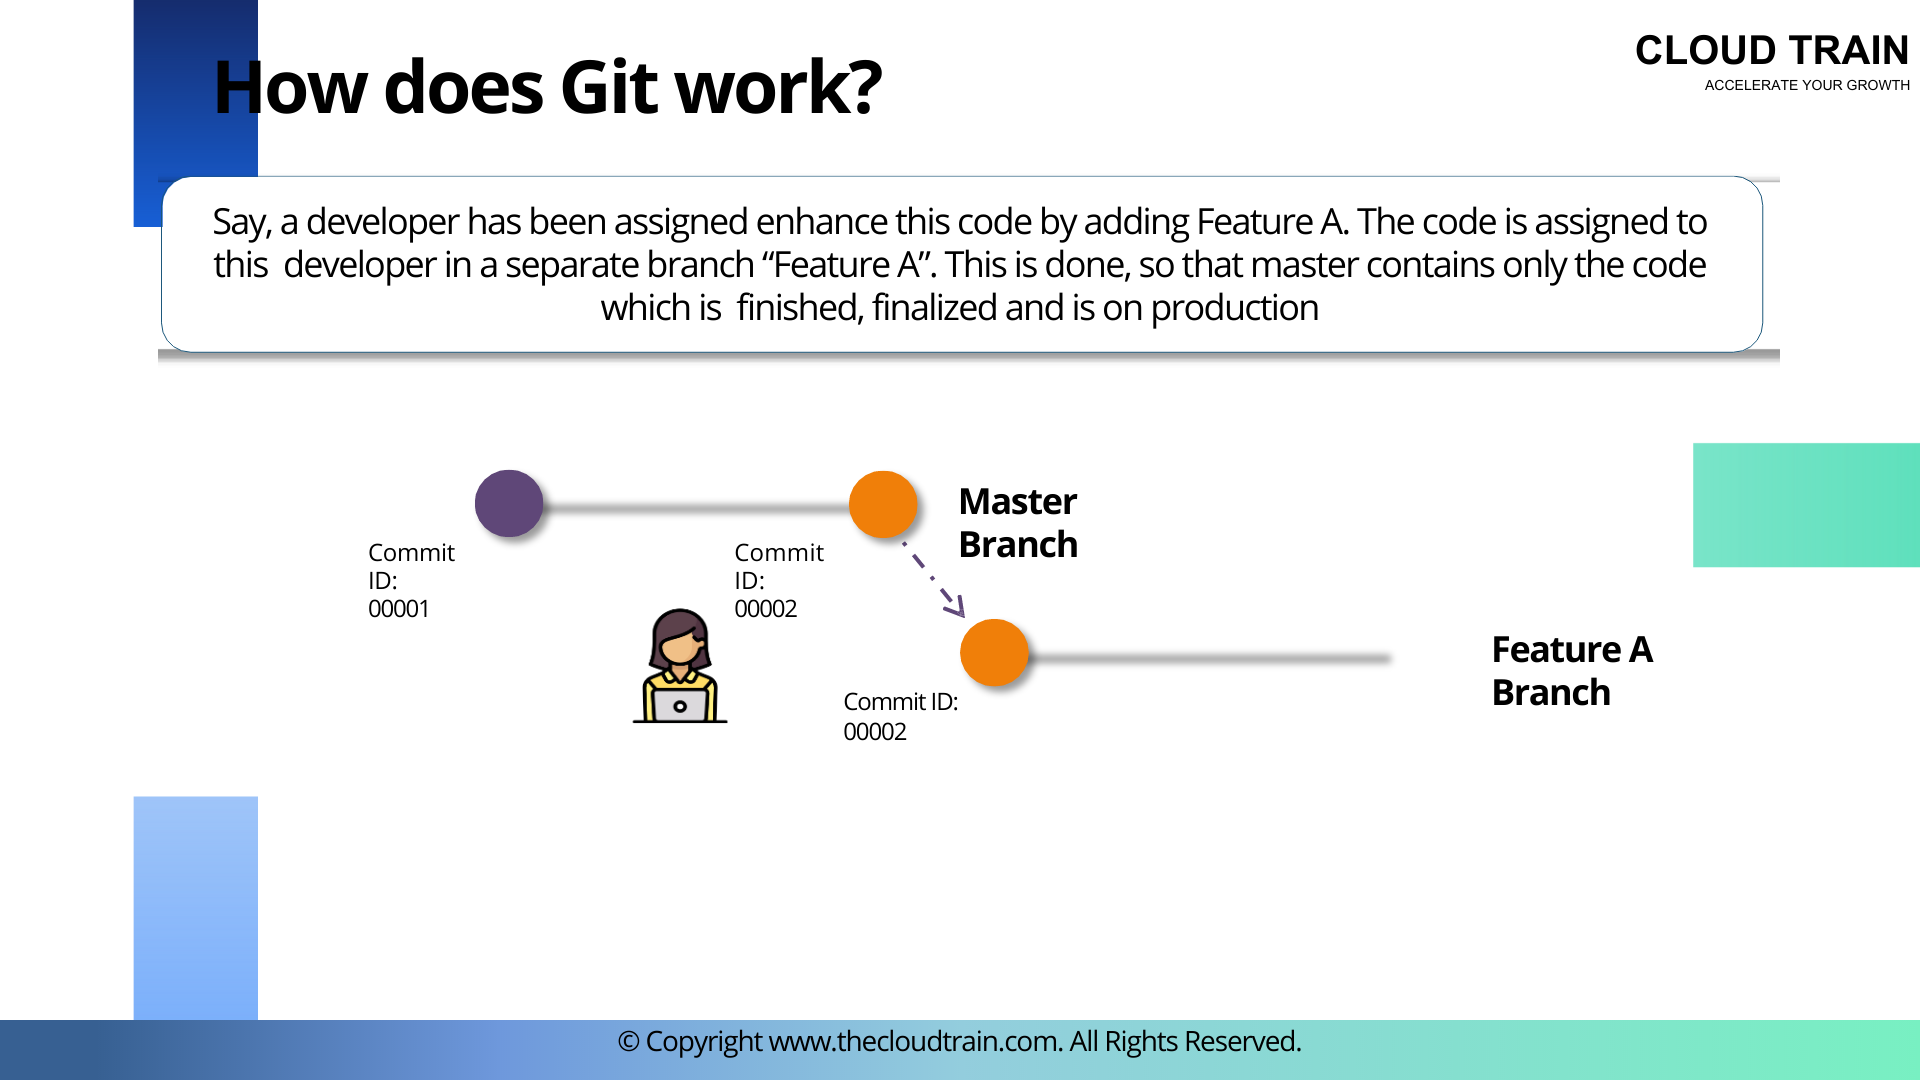 How does Git work?
CLOUD TRAIN
ACCELERATE YOUR GROWTH
Say, a developer has been assigned enhance this code by adding Feature A. The code is assigned to
this developer in a separate branch “Feature A”. This is done, so that master contains only the code
which is finished, finalized and is on production
Master
Branch
Commit
ID:
00001
Commit
ID:
00002
Feature A
Branch
Commit ID:
00002
© Copyright www.thecloudtrain.com. All Rights Reserved.